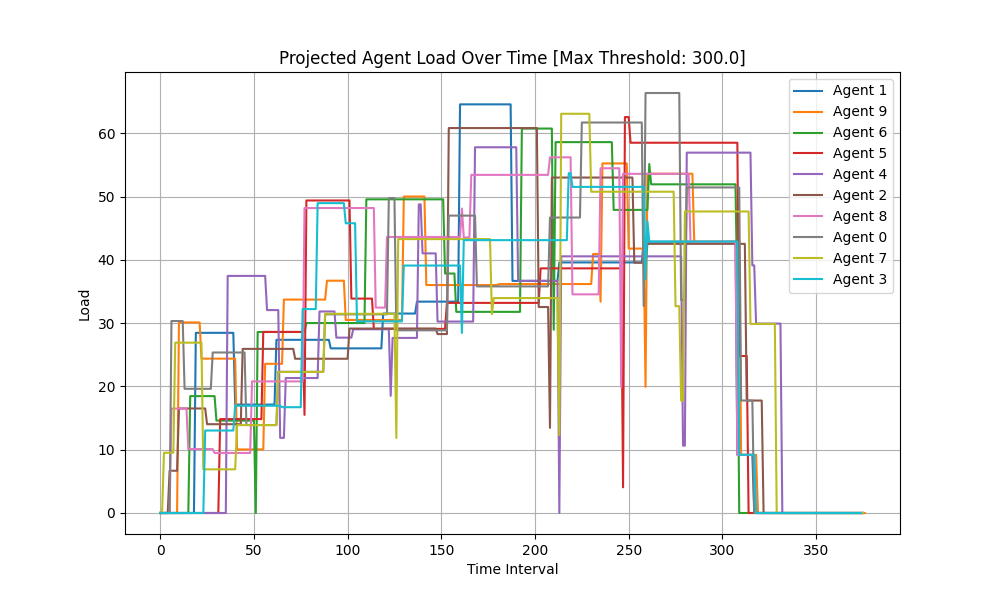 Projected Agent Load Over Time [Max Threshold: 300.0]
Load
60
50
40
30
20
10
0
0 50 100 150 200 250 300 350
Time Interval
Agent 1
Agent 9
Agent 6
Agent 5
Agent 4
Agent 2
Agent 8
Agent 0
Agent 7
Agent 3